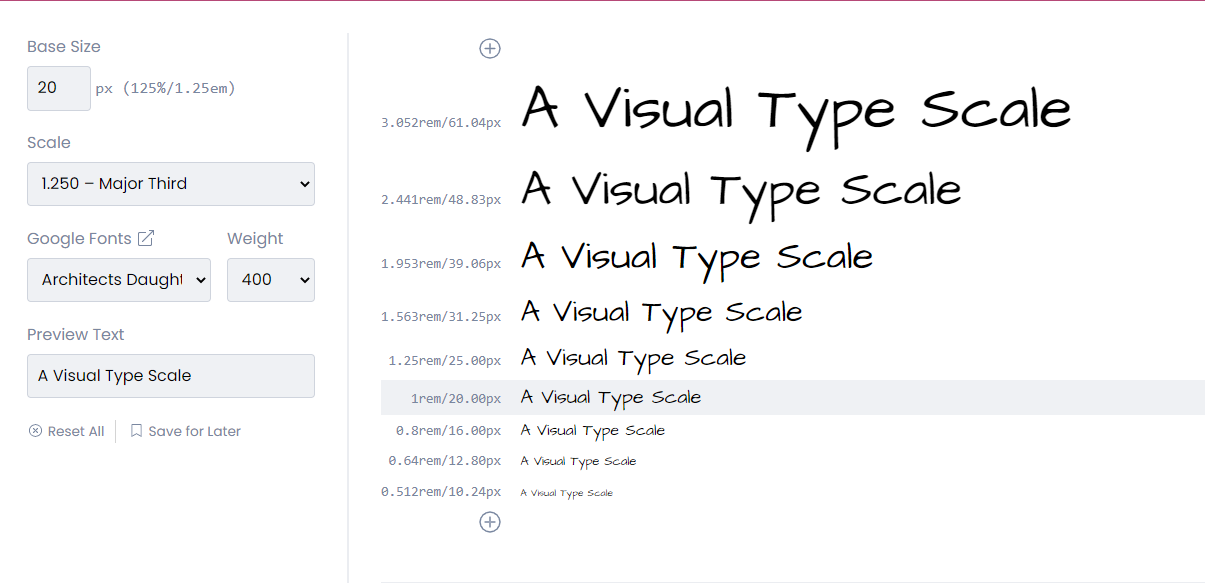 Base Size
20 px (125%/1.25em)
Scale
1.250 – Major Third
Google Fonts Weight
Architects Daught 400
Preview Text
A Visual Type Scale
Reset All Save for Later
3.052rem/61.04px A Visual Type Scale
2.441rem/48.83px A Visual Type Scale
1.953rem/39.06px A Visual Type Scale
1.563rem/31.25px A Visual Type Scale
1.25rem/25.00px A Visual Type Scale
1rem/20.00px A Visual Type Scale
0.8rem/16.00px A Visual Type Scale
0.64rem/12.80px A Visual Type Scale
0.512rem/10.24px A Visual Type Scale